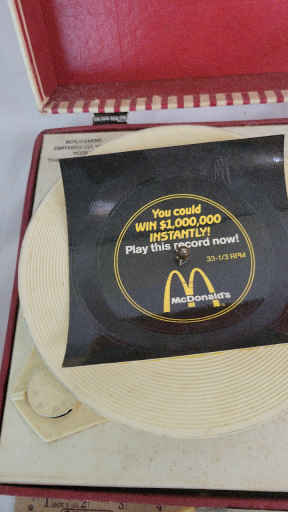 You could
WIN $1,000,000
INSTANTLY!
Play this record now!
33-1/3 RPM
McDonald's